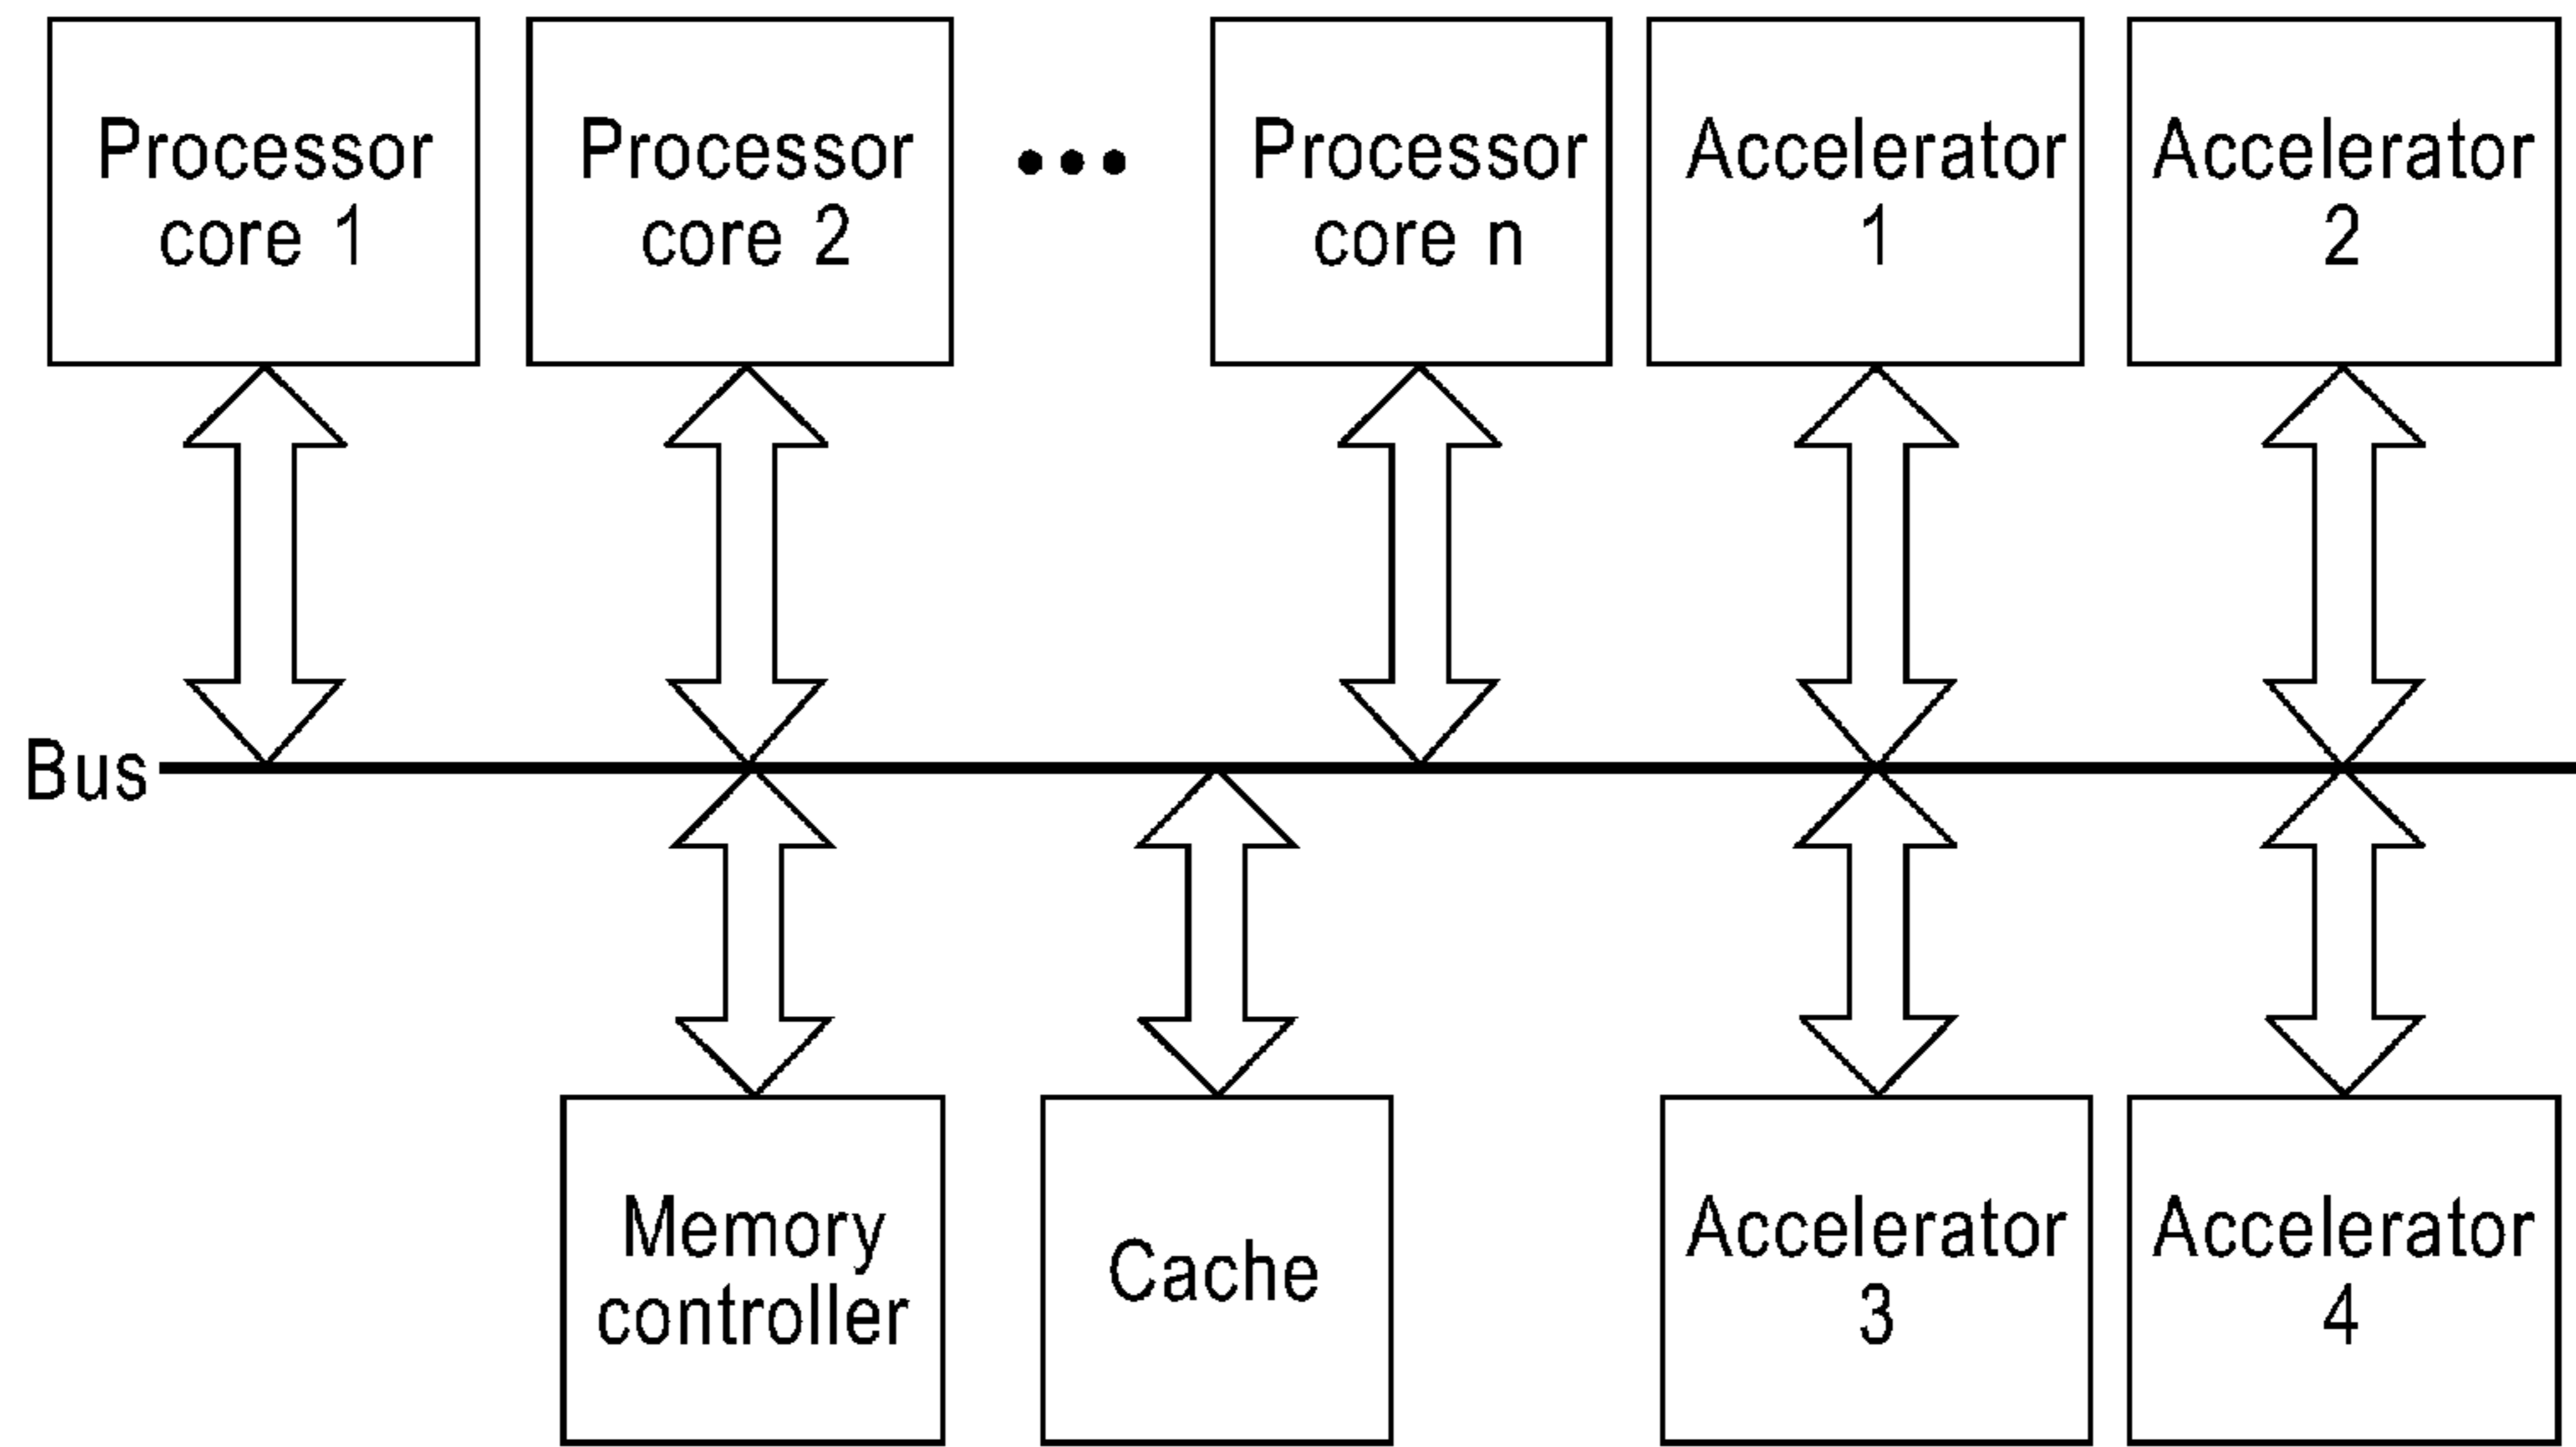 Processor
core 1
Processor
core 2
•••
Processor
core n
Accelerator
1
Accelerator
2
Bus
Memory
controller
Cache
Accelerator
3
Accelerator
4